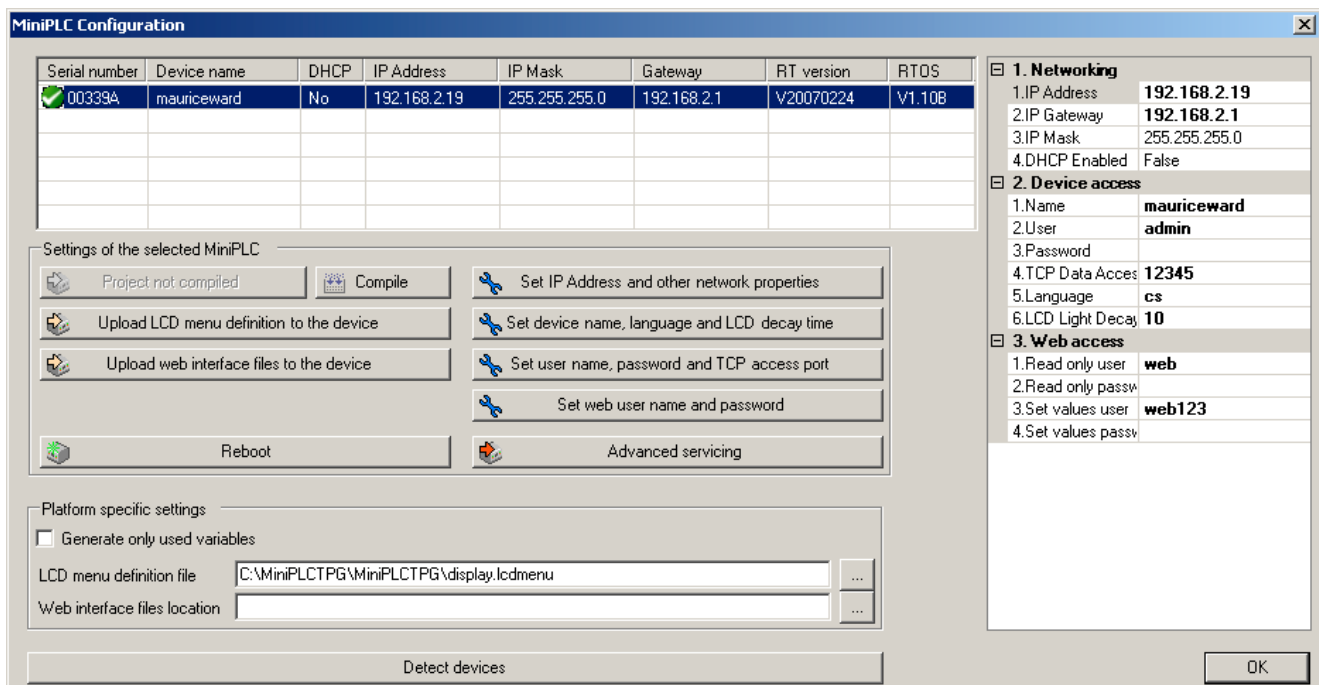 MiniPLC Configuration
Serial number Device name DHCP IP Address IP Mask Gateway RT version RTOS
00339A mauriceward No 192.168.2.19 255.255.255.0 192.168.2.1 V20070224 V1.10B
Settings of the selected MiniPLC
Project not compiled Compile Set IP Address and other network properties
Upload LCD menu definition to the device Set device name, language and LCD decay time
Upload web interface files to the device Set user name, password and TCP access port
Set web user name and password
Reboot Advanced servicing
Platform specific settings
Generate only used variables
LCD menu definition file C:\MiniPLCTPG\MiniPLCTPG\display.lcdmenu ...
Web interface files location ...
Detect devices
1. Networking
1.IP Address 192.168.2.19
2.IP Gateway 192.168.2.1
3.IP Mask 255.255.255.0
4.DHCP Enabled False
2. Device access
1.Name mauriceward
2.User admin
3.Password
4.TCP Data Acces 12345
5.Language cs
6.LCD Light Decay 10
3. Web access
1.Read only user web
2.Read only passw
3.Set values user web123
4.Set values passw
OK